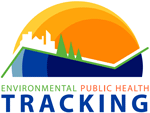 ENVIRONMENTAL PUBLIC HEALTH
TRACKING